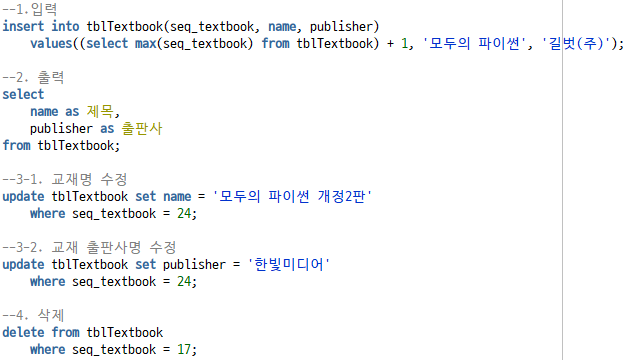 --1.입력
insert into tblTextbook(seq_textbook, name, publisher)
    values((select max(seq_textbook) from tblTextbook) + 1, '모두의 파이썬', '길벗(주)');

--2. 출력
select
    name as 제목,
    publisher as 출판사
from tblTextbook;

--3-1. 교재명 수정
update tblTextbook set name = '모두의 파이썬 개정2판'
    where seq_textbook = 24;

--3-2. 교재 출판사명 수정
update tblTextbook set publisher = '한빛미디어'
    where seq_textbook = 24;

--4. 삭제
delete from tblTextbook
    where seq_textbook = 17;